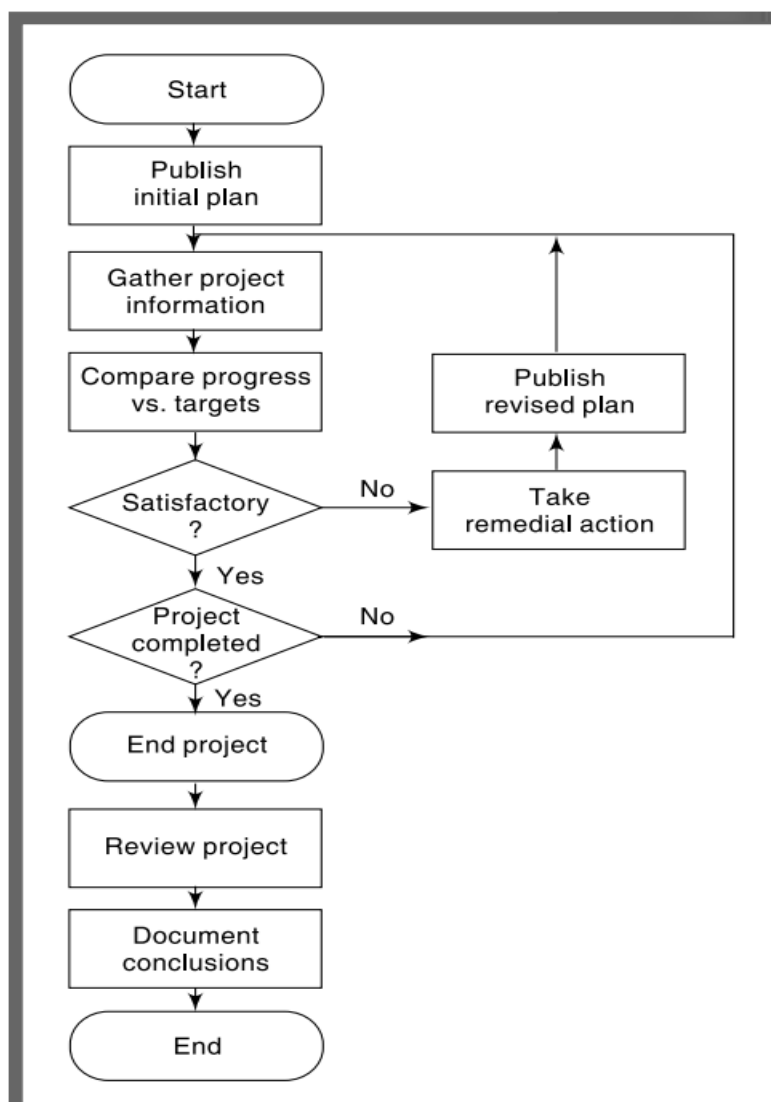 Start
Publish
initial plan
Gather project
information
Compare progress
vs. targets
Publish
revised plan
Satisfactory
?
No
Take
remedial action
Yes
Project
completed
?
No
Yes
End project
Review project
Document
conclusions
End